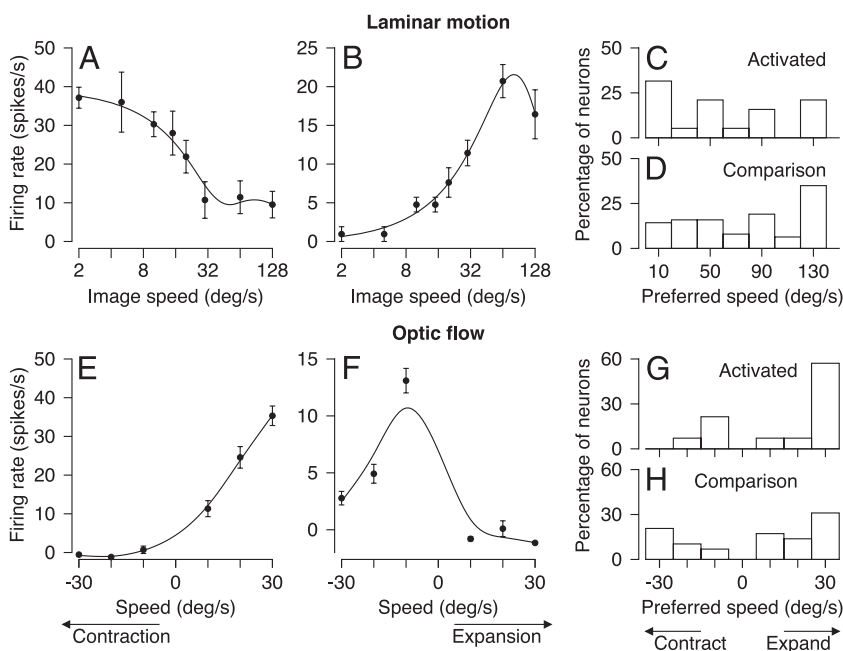 Laminar motion
A
Firing rate (spikes/s)
50
40
30
20
10
0
2 8 32 128
Image speed (deg/s)
B
25
20
15
10
5
0
2 8 32 128
Image speed (deg/s)
Percentage of neurons
C
Activated
50
25
0
D
Comparison
50
25
0
10 50 90 130
Preferred speed (deg/s)
Optic flow
E
Firing rate (spikes/s)
50
40
30
20
10
0
-30 0 30
Speed (deg/s)
Contraction
F
15
10
5
0
-30 0 30
Speed (deg/s)
Expansion
Percentage of neurons
G
Activated
60
30
0
H
Comparison
60
30
0
-30 0 30
Preferred speed (deg/s)
Contract Expand